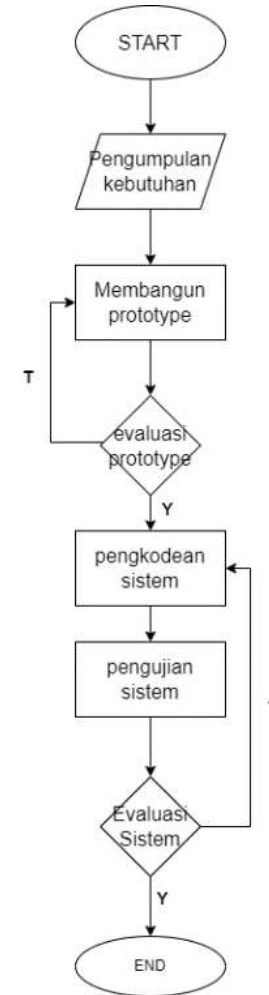 START
Pengumpulan
kebutuhan
Membangun
prototype
T
evaluasi
prototype
Y
pengkodean
sistem
pengujian
sistem
Evaluasi
Sistem
Y
END